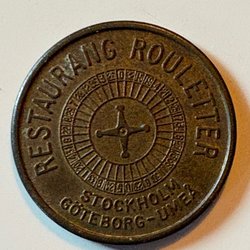 RESTAURANG ROULETTER
STOCKHOLM
GÖTEBORG-UMEÅ